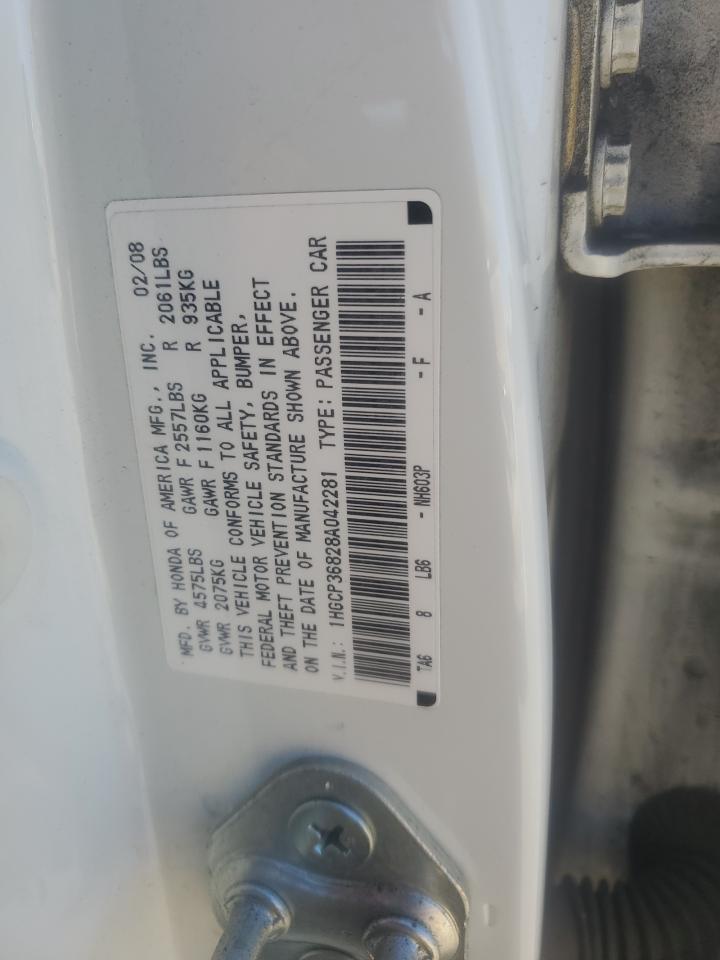 MFD. BY HONDA OF AMERICA MFG., INC. 02/08
GVWR 4575LBS GAWR F 2557LBS R 2061LBS
GVWR 2075KG GAWR F 1160KG R 935KG
THIS VEHICLE CONFORMS TO ALL APPLICABLE
FEDERAL MOTOR VEHICLE SAFETY, BUMPER,
AND THEFT PREVENTION STANDARDS IN EFFECT
ON THE DATE OF MANUFACTURE SHOWN ABOVE.
V.I.N.: 1HGCP36828A042281 TYPE: PASSENGER CAR
TA6 8 LB6 - NH603P - F - A